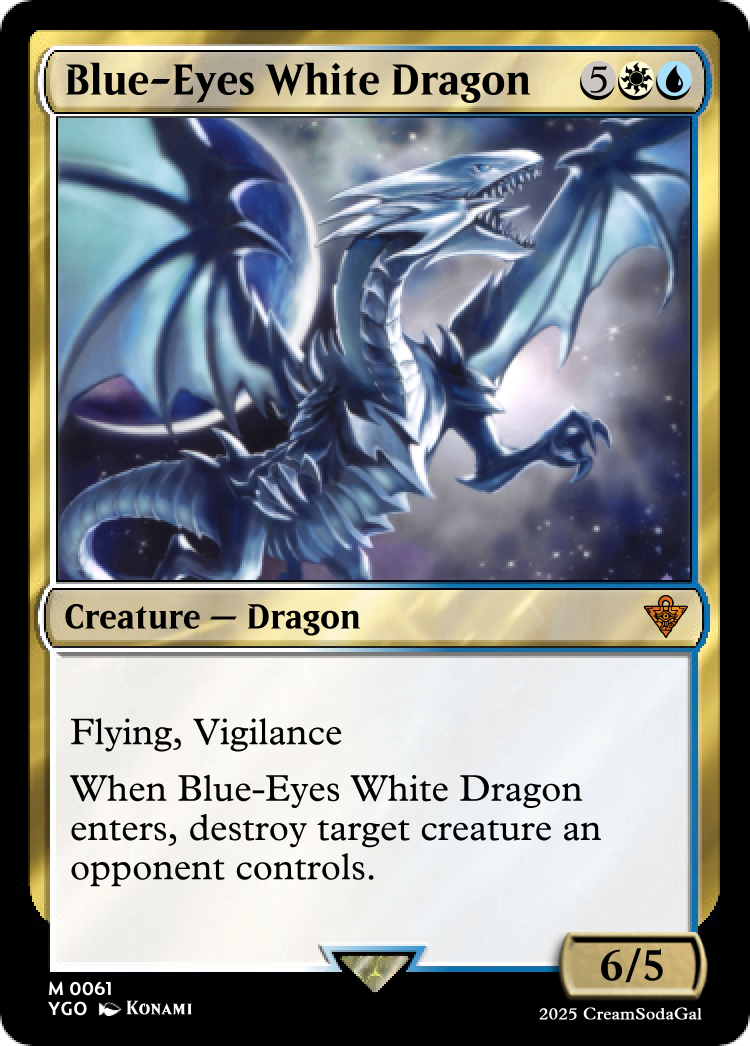 Blue-Eyes White Dragon 5
Creature — Dragon
Flying, Vigilance
When Blue-Eyes White Dragon
enters, destroy target creature an
opponent controls.
6/5
M 0061
YGO KONAMI
2025 CreamSodaGal